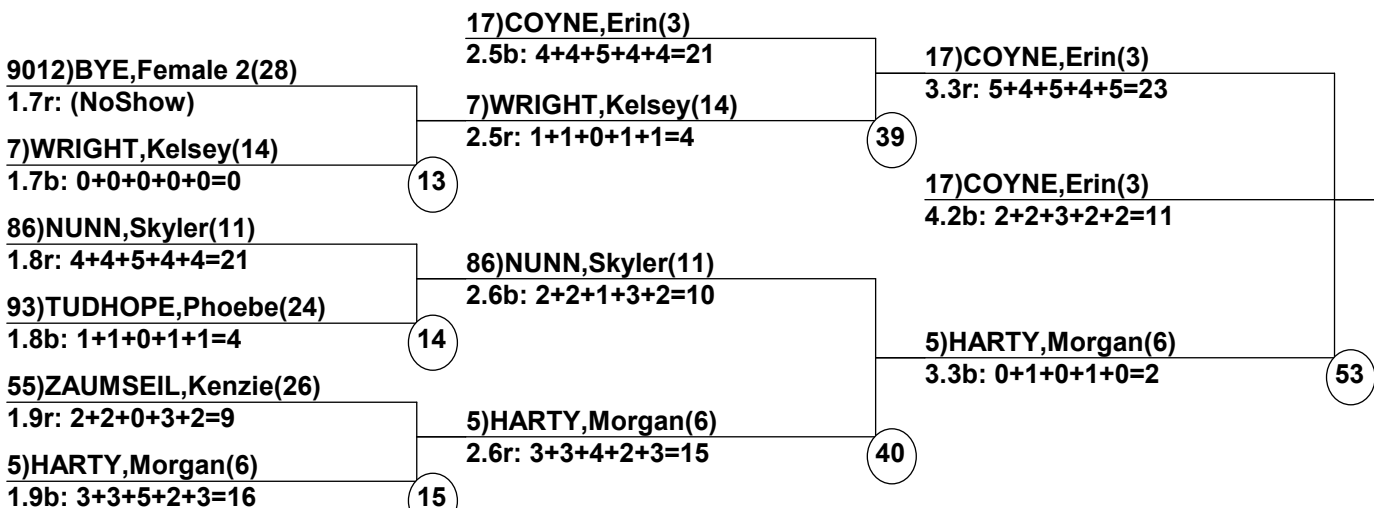 9012)BYE,Female 2(28)
1.7r: (NoShow)
7)WRIGHT,Kelsey(14)
1.7b: 0+0+0+0+0=0
13
86)NUNN,Skyler(11)
1.8r: 4+4+5+4+4=21
93)TUDHOPE,Phoebe(24)
1.8b: 1+1+0+1+1=4
14
55)ZAUMSEIL,Kenzie(26)
1.9r: 2+2+0+3+2=9
5)HARTY,Morgan(6)
1.9b: 3+3+5+2+3=16
15
17)COYNE,Erin(3)
2.5b: 4+4+5+4+4=21
7)WRIGHT,Kelsey(14)
2.5r: 1+1+0+1+1=4
39
86)NUNN,Skyler(11)
2.6b: 2+2+1+3+2=10
5)HARTY,Morgan(6)
2.6r: 3+3+4+2+3=15
40
17)COYNE,Erin(3)
3.3r: 5+4+5+4+5=23
17)COYNE,Erin(3)
4.2b: 2+2+3+2+2=11
5)HARTY,Morgan(6)
3.3b: 0+1+0+1+0=2
53